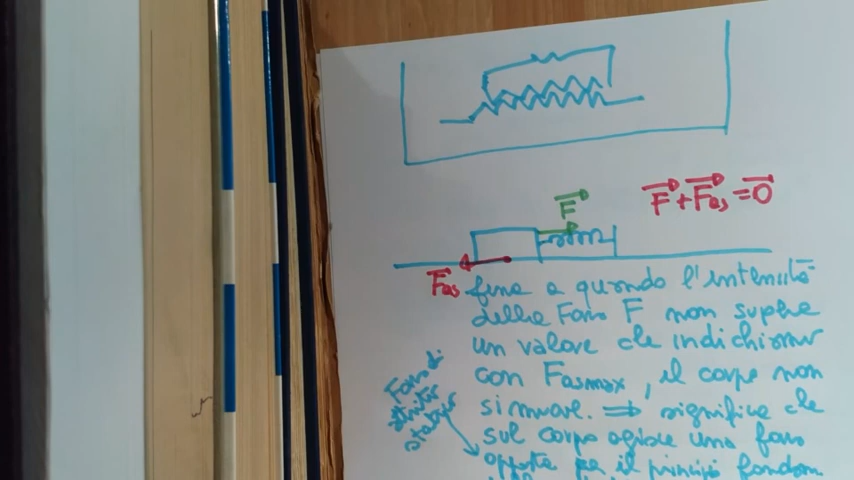 F
F + Fas = 0
Fas
fino a quando l'intensità
della Forza F non supera
un valore che indichiamo
con Fasmax, il corpo non
si muove. ⇒ significa che
sul corpo agisce una forza
opposta per il principio fondam
Forza di
attrito
statico